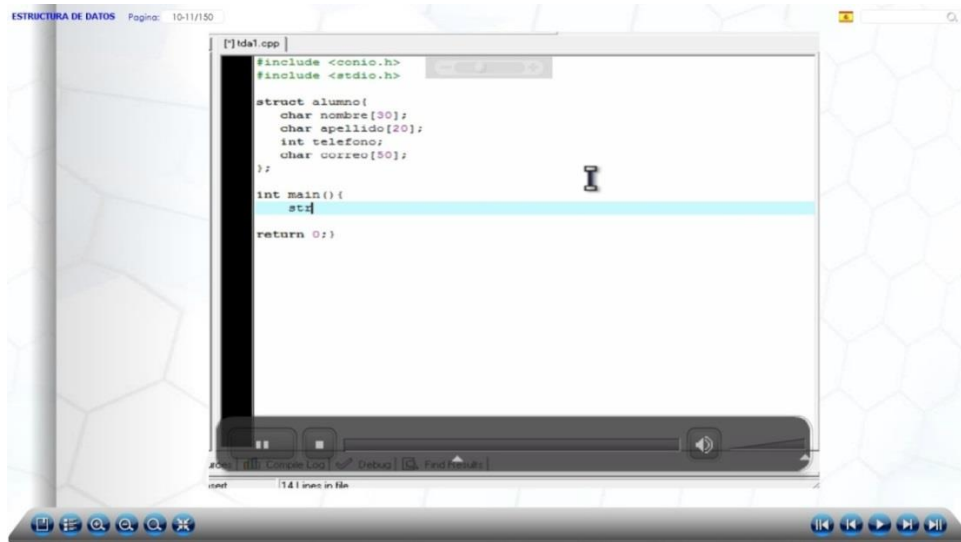 ESTRUCTURA DE DATOS Pagina: 10-11/150
[*] tda1.cpp
#include <conio.h>
#include <stdio.h>
struct alumno{
char nombre[30];
char apellido[20];
int telefono;
char correo[50];
};
int main(){
str
return 0;}
Compile Log Debug Find Results
14 Lines in file